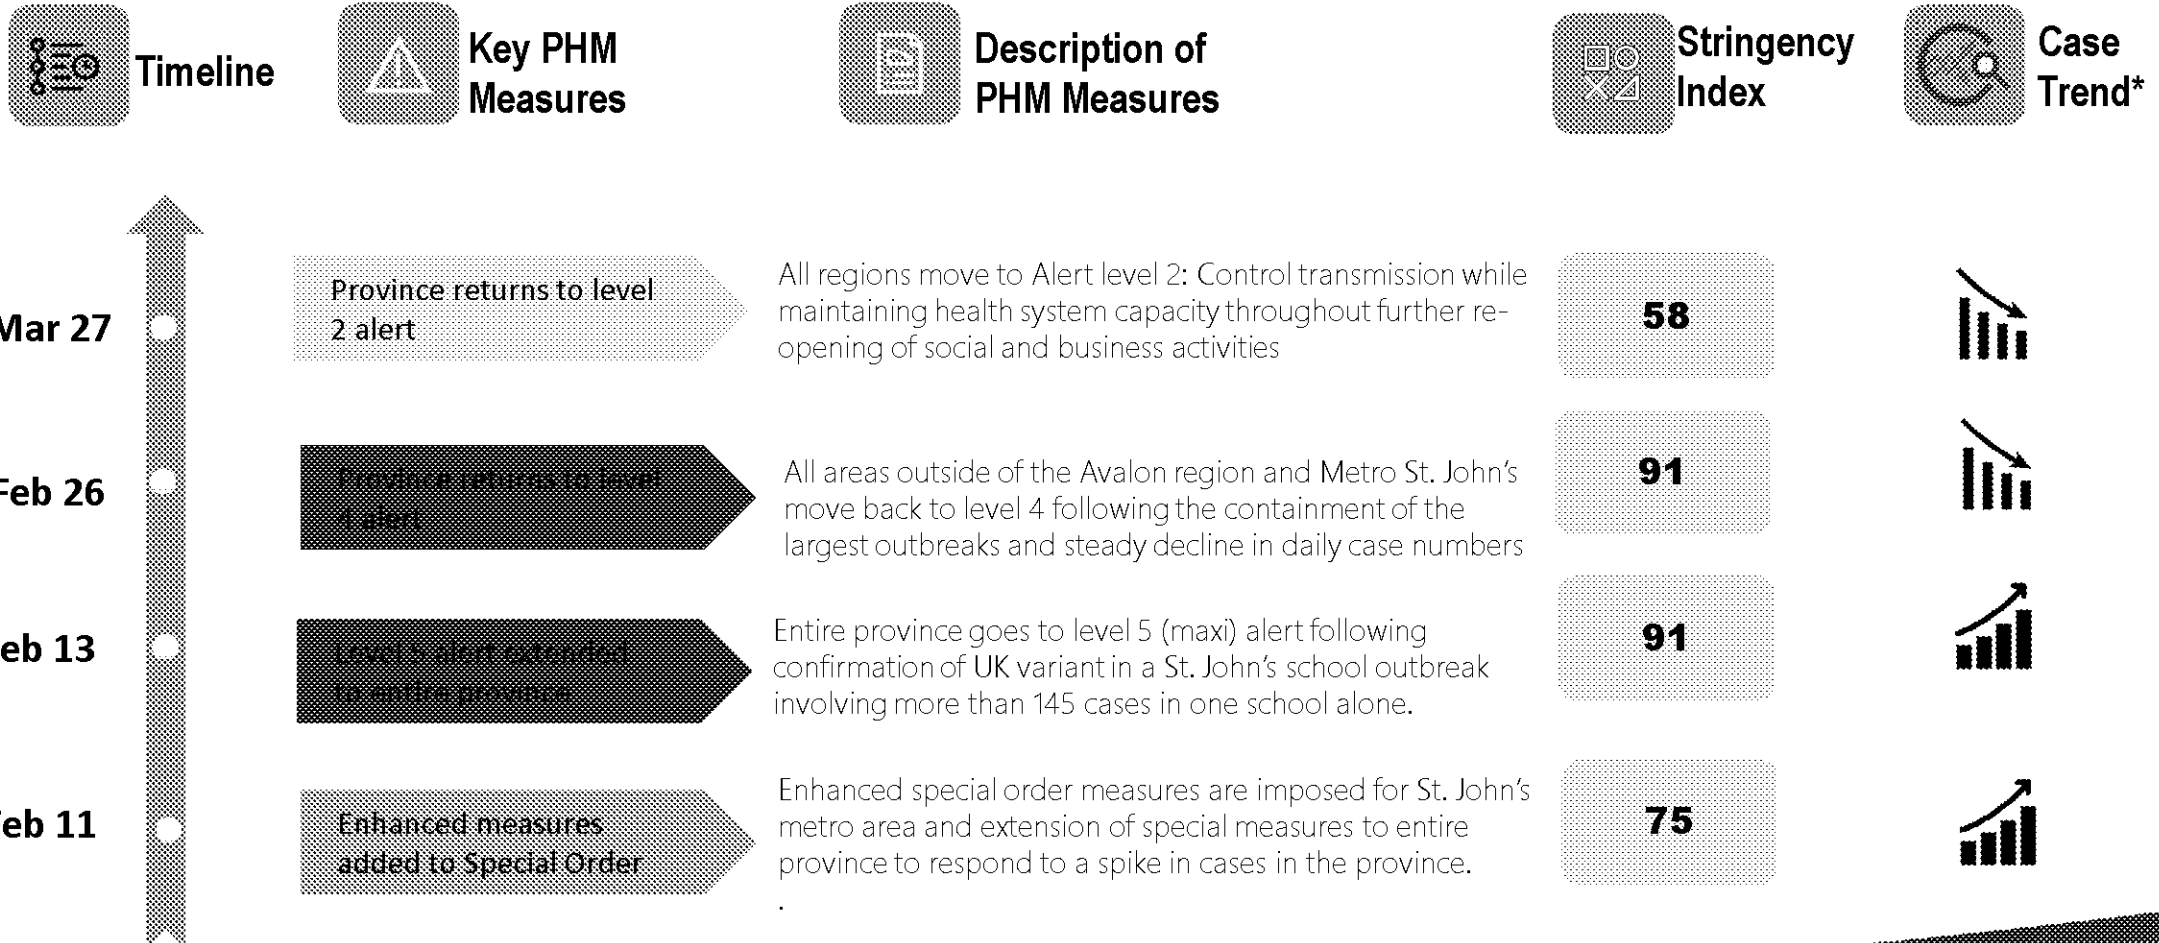 Timeline
Key PHM
Measures
Description of
PHM Measures
Stringency
Index
Case
Trend*
Mar 27
Province returns to level
2 alert
All regions move to Alert level 2: Control transmission while
maintaining health system capacity throughout further re-
opening of social and business activities
58
Feb 26
Province returns to level
4 alert
All areas outside of the Avalon region and Metro St. John's
move back to level 4 following the containment of the
largest outbreaks and steady decline in daily case numbers
91
eb 13
Level 5 alert extended
to entire province
Entire province goes to level 5 (maxi) alert following
confirmation of UK variant in a St. John's school outbreak
involving more than 145 cases in one school alone.
91
eb 11
Enhanced measures
added to Special Order
Enhanced special order measures are imposed for St. John's
metro area and extension of special measures to entire
province to respond to a spike in cases in the province.
.
75